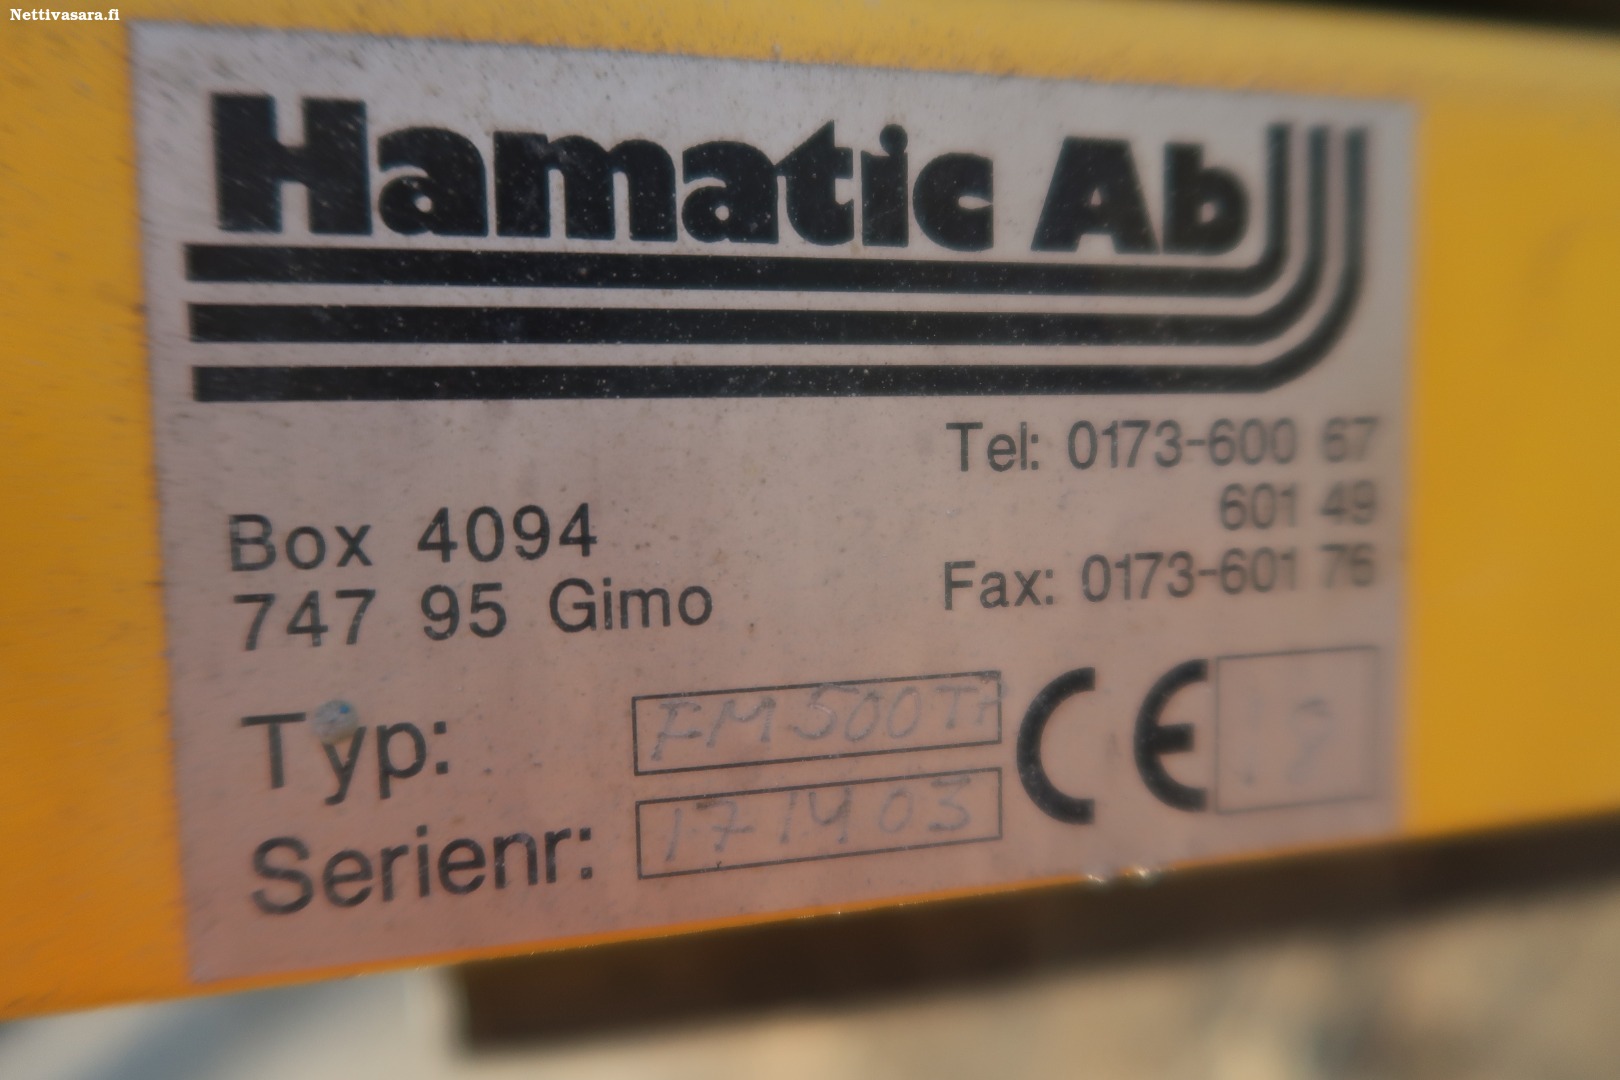 Nettivasara.fi
Hamatic Ab
Tel: 0173-600 67
601 49
Box 4094
Fax: 0173-601 76
747 95 Gimo
Typ:
CE
Serienr: 171403